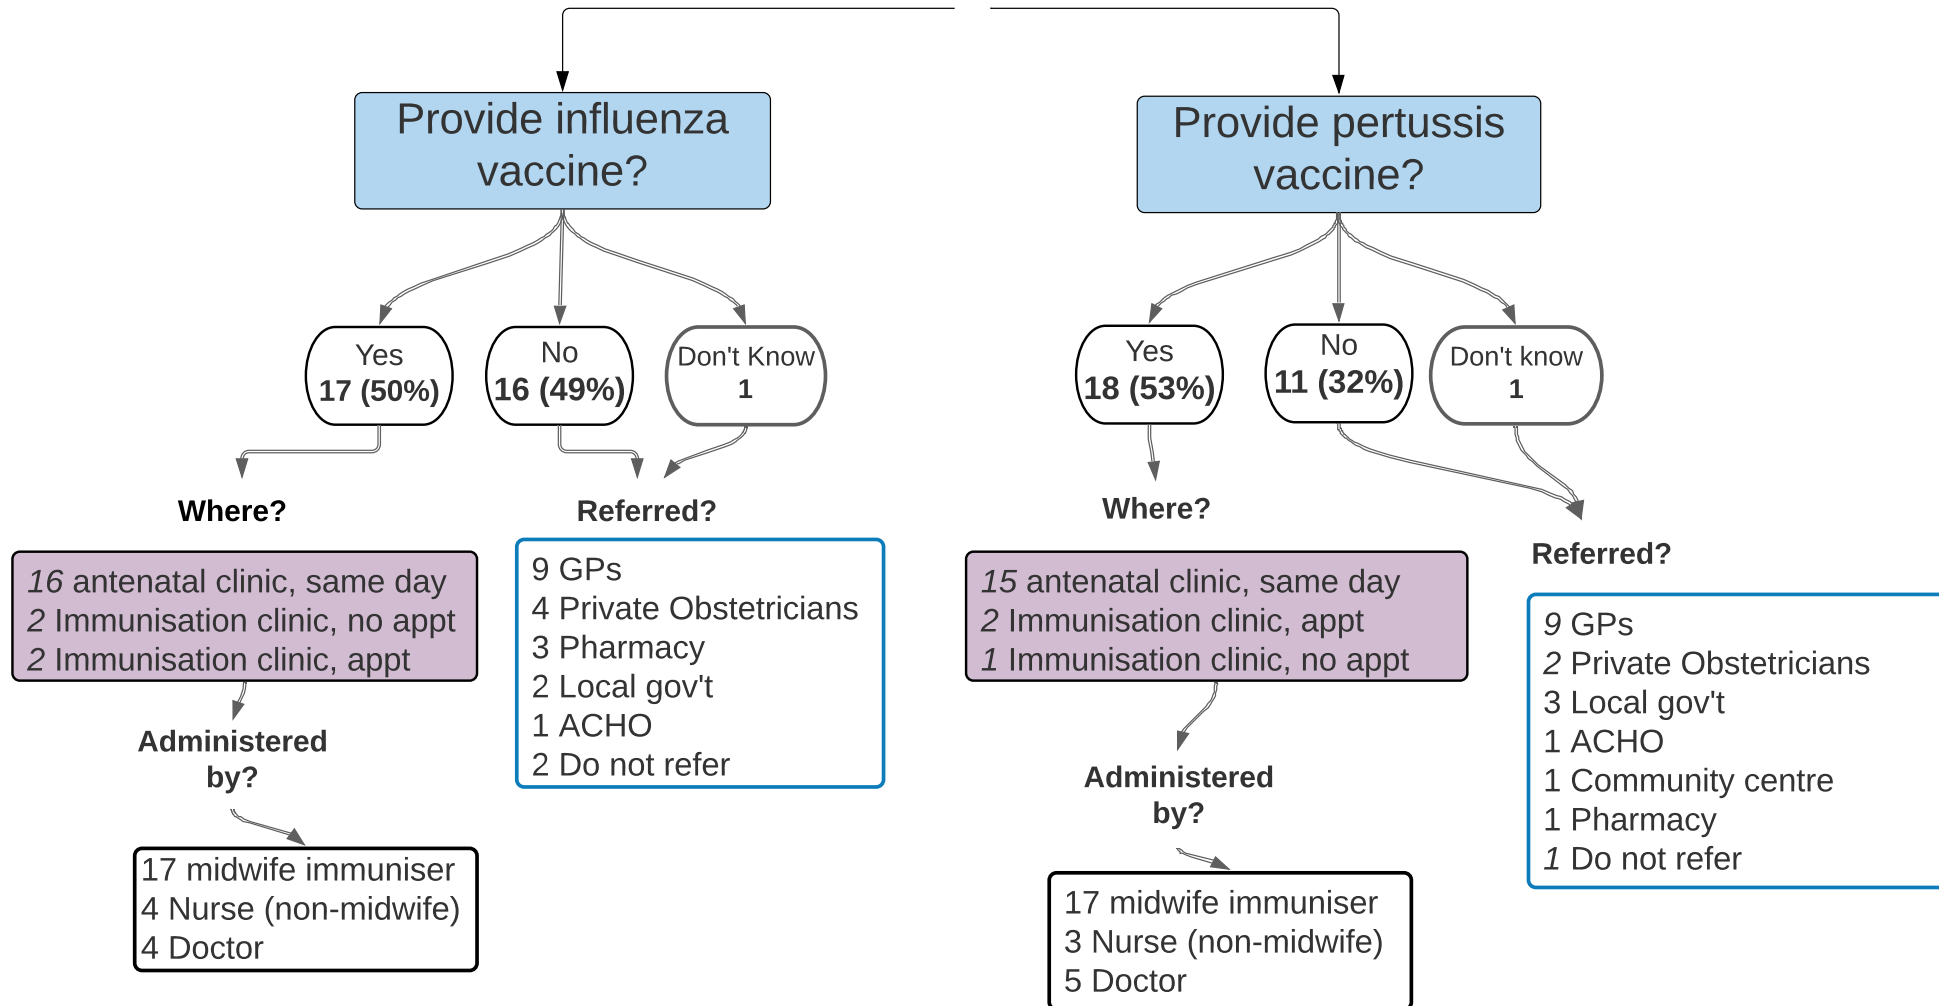 Provide influenza
vaccine?
Yes
17 (50%)
No
16 (49%)
Don't Know
1
Where?
16 antenatal clinic, same day
2 Immunisation clinic, no appt
2 Immunisation clinic, appt
Administered
by?
17 midwife immuniser
4 Nurse (non-midwife)
4 Doctor
Referred?
9 GPs
4 Private Obstetricians
3 Pharmacy
2 Local gov't
1 ACHO
2 Do not refer
Provide pertussis
vaccine?
Yes
18 (53%)
No
11 (32%)
Don't know
1
Where?
15 antenatal clinic, same day
2 Immunisation clinic, appt
1 Immunisation clinic, no appt
Administered
by?
17 midwife immuniser
3 Nurse (non-midwife)
5 Doctor
Referred?
9 GPs
2 Private Obstetricians
3 Local gov't
1 ACHO
1 Community centre
1 Pharmacy
1 Do not refer